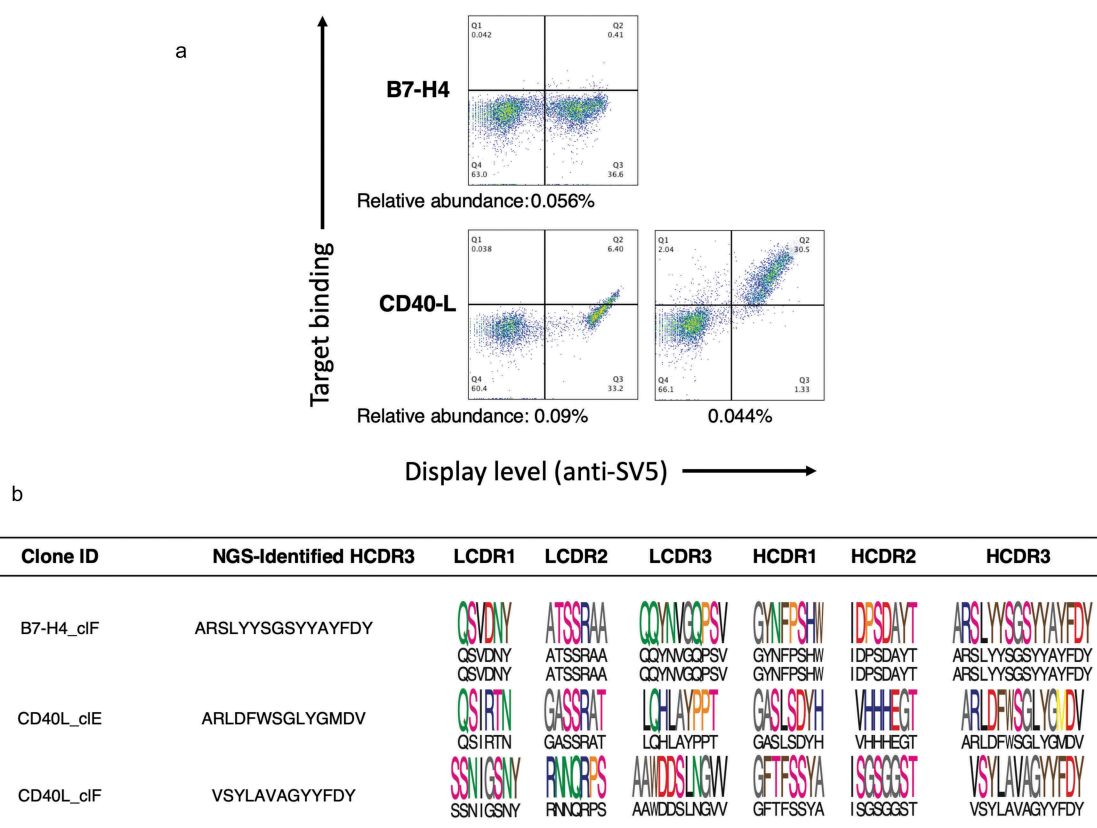 a
Q1
0.042
Q2
0.41
B7-H4
Q4
63.0
Q3
36.6
Relative abundance: 0.056%
Q1
0.038
Q2
6.40
Q1
2.04
Q2
30.5
CD40-L
Q4
60.4
Q3
33.2
Q4
66.1
Q3
1.33
Relative abundance: 0.09%
0.044%
Target binding
Display level (anti-SV5)
b
Clone ID NGS-Identified HCDR3 LCDR1 LCDR2 LCDR3 HCDR1 HCDR2 HCDR3
QSVDNY ATSSRAA QQYNVGQPSV GYNFPSHW IDPSDAYT ARSLYYSGSYYAYFDY
B7-H4_clF ARSLYYSGSYYAYFDY
QSVDNY ATSSRAA QQYNVGQPSV GYNFPSHW IDPSDAYT ARSLYYSGSYYAYFDY
QSVDNY ATSSRAA QQYNVGQPSV GYNFPSHW IDPSDAYT ARSLYYSGSYYAYFDY
QSIRTN GASSRAT LQHLAYPPT GASLSDYH VHHEGT ARLDFWSGLYGMDV
CD40L_clE ARLDFWSGLYGMDV
QSIRTN GASSRAT LQHLAYPPT GASLSDYH VHHEGT ARLDFWSGLYGMDV
SSNIGSNY RNNQRPS AAWDDSLNGVV GFTFSSYA ISGSGGST VSYLAVAGYYFDY
CD40L_clF VSYLAVAGYYFDY
SSNIGSNY RNNQRPS AAWDDSLNGVV GFTFSSYA ISGSGGST VSYLAVAGYYFDY